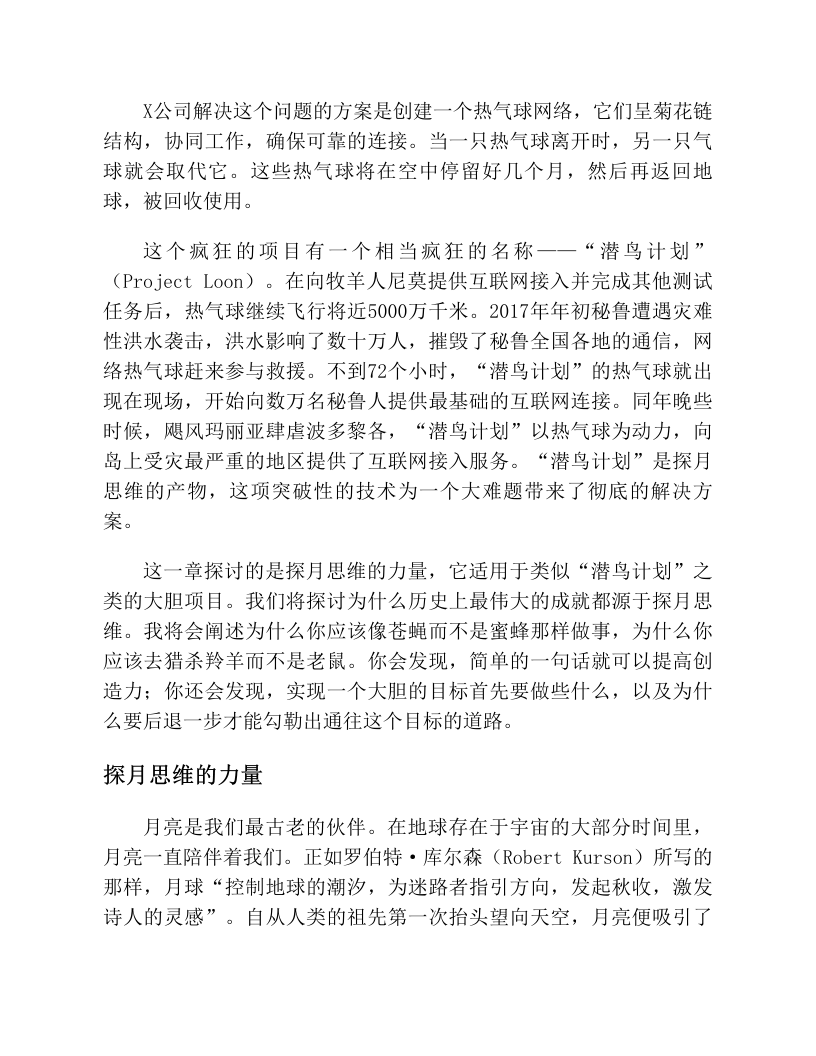 X公司解决这个问题的方案是创建一个热气球网络，它们呈菊花链
结构，协同工作，确保可靠的连接。当一只热气球离开时，另一只气
球就会取代它。这些热气球将在空中停留好几个月，然后再返回地
球，被回收使用。
这个疯狂的项目有一个相当疯狂的名称——“潜鸟计划”
（Project Loon）。在向牧羊人尼莫提供互联网接入并完成其他测试
任务后，热气球继续飞行将近5000万千米。2017年年初秘鲁遭遇灾难
性洪水袭击，洪水影响了数十万人，摧毁了秘鲁全国各地的通信，网
络热气球赶来参与救援。不到72个小时，“潜鸟计划”的热气球就出
现在现场，开始向数万名秘鲁人提供最基础的互联网连接。同年晚些
时候，飓风玛丽亚肆虐波多黎各，“潜鸟计划”以热气球为动力，向
岛上受灾最严重的地区提供了互联网接入服务。“潜鸟计划”是探月
思维的产物，这项突破性的技术为一个大难题带来了彻底的解决方
案。
这一章探讨的是探月思维的力量，它适用于类似“潜鸟计划”之
类的大胆项目。我们将探讨为什么历史上最伟大的成就都源于探月思
维。我将会阐述为什么你应该像苍蝇而不是蜜蜂那样做事，为什么你
应该去猎杀羚羊而不是老鼠。你会发现，简单的一句话就可以提高创
造力；你还会发现，实现一个大胆的目标首先要做些什么，以及为什
么要后退一步才能勾勒出通往这个目标的道路。
探月思维的力量
月亮是我们最古老的伙伴。在地球存在于宇宙的大部分时间里，
月亮一直陪伴着我们。正如罗伯特·库尔森（Robert Kurson）所写的
那样，月球“控制地球的潮汐，为迷路者指引方向，发起秋收，激发
诗人的灵感”。自从人类的祖先第一次抬头望向天空，月亮便吸引了